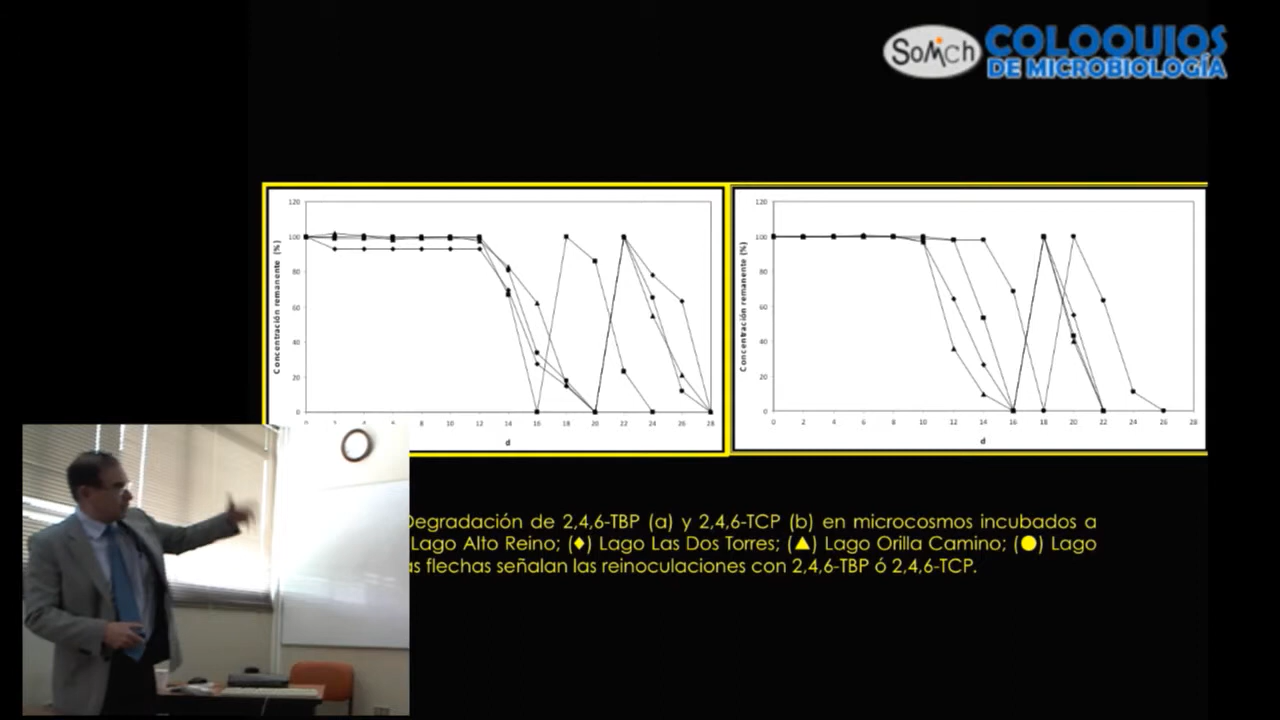 SoMich COLOQUIOS
DE MICROBIOLOGÍA
Concentración remanente (%)
120
100
80
60
40
20
0
2 4 6 8 10 12 14 16 18 20 22 24 26 28
d
Concentración remanente (%)
120
100
80
60
40
20
0
0 2 4 6 8 10 12 14 16 18 20 22 24 26 28
d
Degradación de 2,4,6-TBP (a) y 2,4,6-TCP (b) en microcosmos incubados a
Lago Alto Reino; (♦) Lago Las Dos Torres; (▲) Lago Orilla Camino; (●) Lago
flechas señalan las reinoculaciones con 2,4,6-TBP ó 2,4,6-TCP.